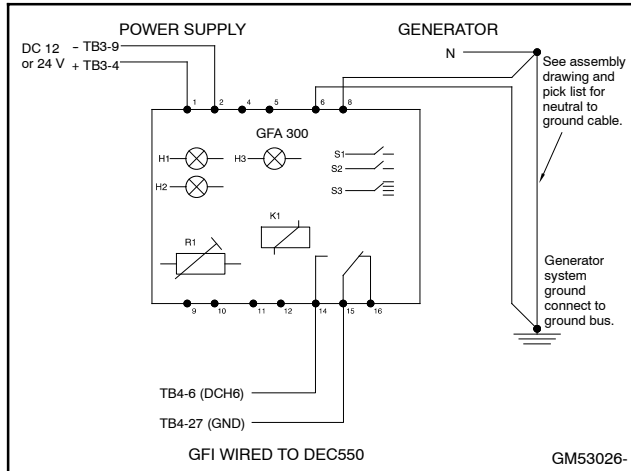 POWER SUPPLY
GENERATOR
DC 12 − TB3-9
or 24 V + TB3-4
N
See assembly
drawing and
pick list for
neutral to
ground cable.
1 2 4 5 6 8
GFA 300
H1
H3
H2
S1
S2
S3
K1
R1
Generator
system
ground
connect to
ground bus.
9 10 11 12 14 15 16
TB4-6 (DCH6)
TB4-27 (GND)
GFI WIRED TO DEC550
GM53026-